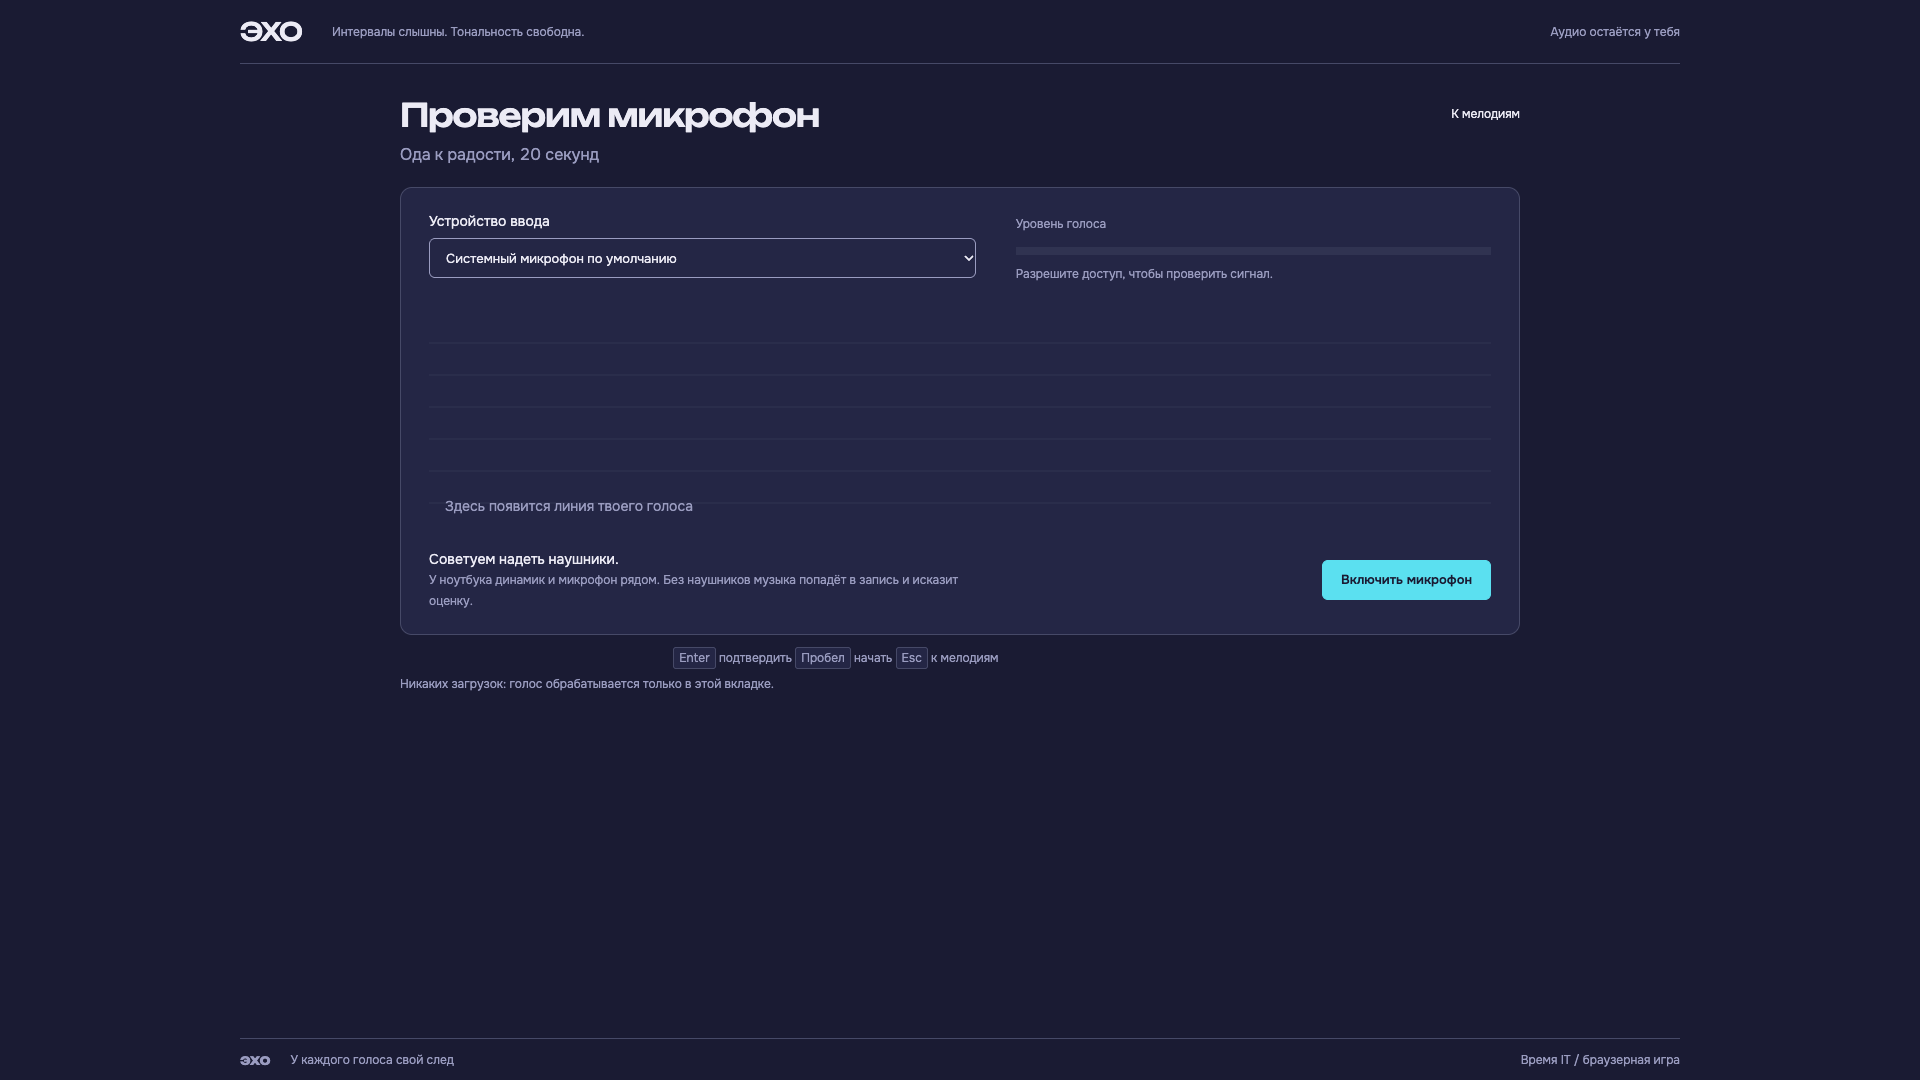 ЭХО
Интервалы слышны. Тональность свободна.
Аудио остаётся у тебя
Проверим микрофон
К мелодиям
Ода к радости, 20 секунд
Устройство ввода
Системный микрофон по умолчанию
Уровень голоса
Разрешите доступ, чтобы проверить сигнал.
Здесь появится линия твоего голоса
Советуем надеть наушники.
У ноутбука динамик и микрофон рядом. Без наушников музыка попадёт в запись и исказит
оценку.
Включить микрофон
Enter подтвердить Пробел начать Esc к мелодиям
Никаких загрузок: голос обрабатывается только в этой вкладке.
ЭХО
У каждого голоса свой след
Время IT / браузерная игра